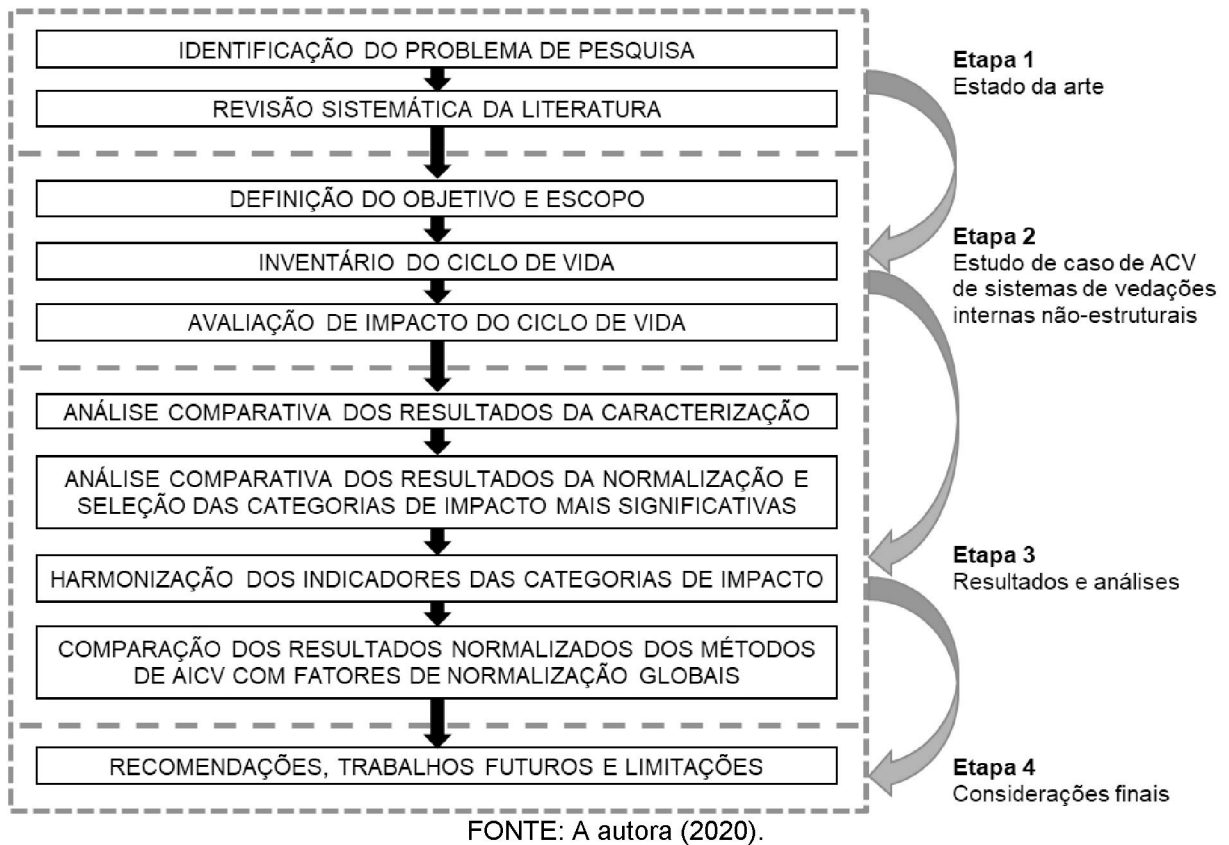 IDENTIFICAÇÃO DO PROBLEMA DE PESQUISA
REVISÃO SISTEMÁTICA DA LITERATURA
Etapa 1
Estado da arte
DEFINIÇÃO DO OBJETIVO E ESCOPO
INVENTÁRIO DO CICLO DE VIDA
AVALIAÇÃO DE IMPACTO DO CICLO DE VIDA
Etapa 2
Estudo de caso de ACV
de sistemas de vedações
internas não-estruturais
ANÁLISE COMPARATIVA DOS RESULTADOS DA CARACTERIZAÇÃO
ANÁLISE COMPARATIVA DOS RESULTADOS DA NORMALIZAÇÃO E
SELEÇÃO DAS CATEGORIAS DE IMPACTO MAIS SIGNIFICATIVAS
HARMONIZAÇÃO DOS INDICADORES DAS CATEGORIAS DE IMPACTO
COMPARAÇÃO DOS RESULTADOS NORMALIZADOS DOS MÉTODOS
DE AICV COM FATORES DE NORMALIZAÇÃO GLOBAIS
Etapa 3
Resultados e análises
RECOMENDAÇÕES, TRABALHOS FUTUROS E LIMITAÇÕES
Etapa 4
Considerações finais
FONTE: A autora (2020).